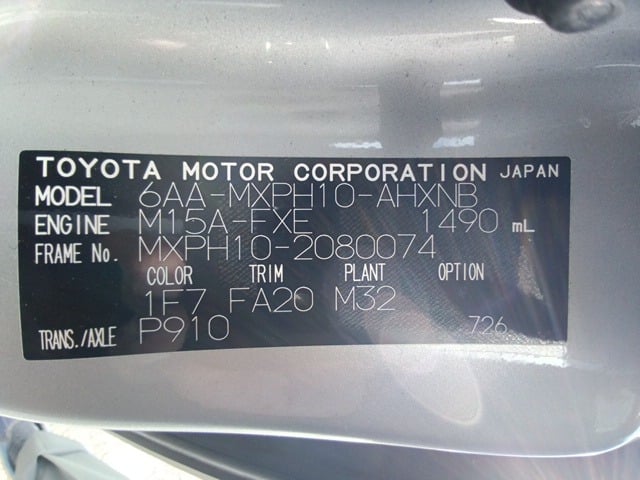 TOYOTA MOTOR CORPORATION JAPAN
MODEL 6AA-MXPH10-AHXNB
ENGINE M15A-FXE 1490 mL
FRAME No. MXPH10-2080074
COLOR TRIM PLANT OPTION
1F7 FA20 M32
TRANS./AXLE P910 726